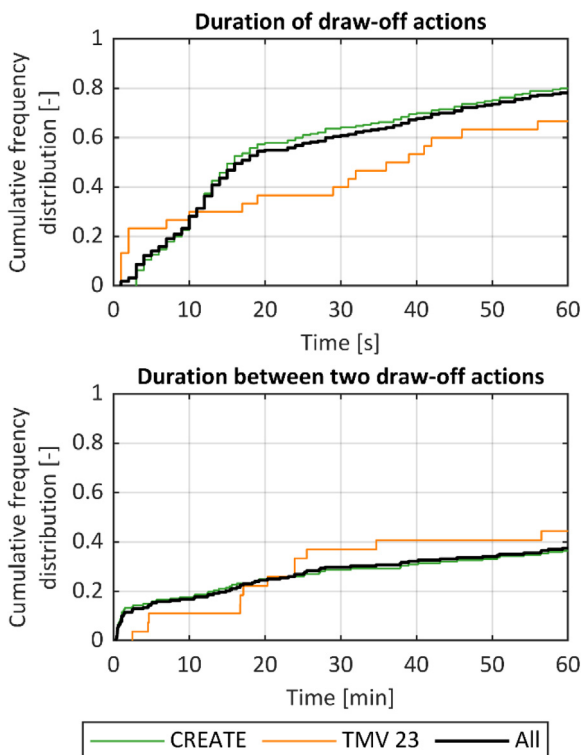 Duration of draw-off actions
Cumulative frequency
distribution [-]
1
0.8
0.6
0.4
0.2
0
0 10 20 30 40 50 60
Time [s]
Duration between two draw-off actions
Cumulative frequency
distribution [-]
1
0.8
0.6
0.4
0.2
0
0 10 20 30 40 50 60
Time [min]
CREATE TMV 23 All